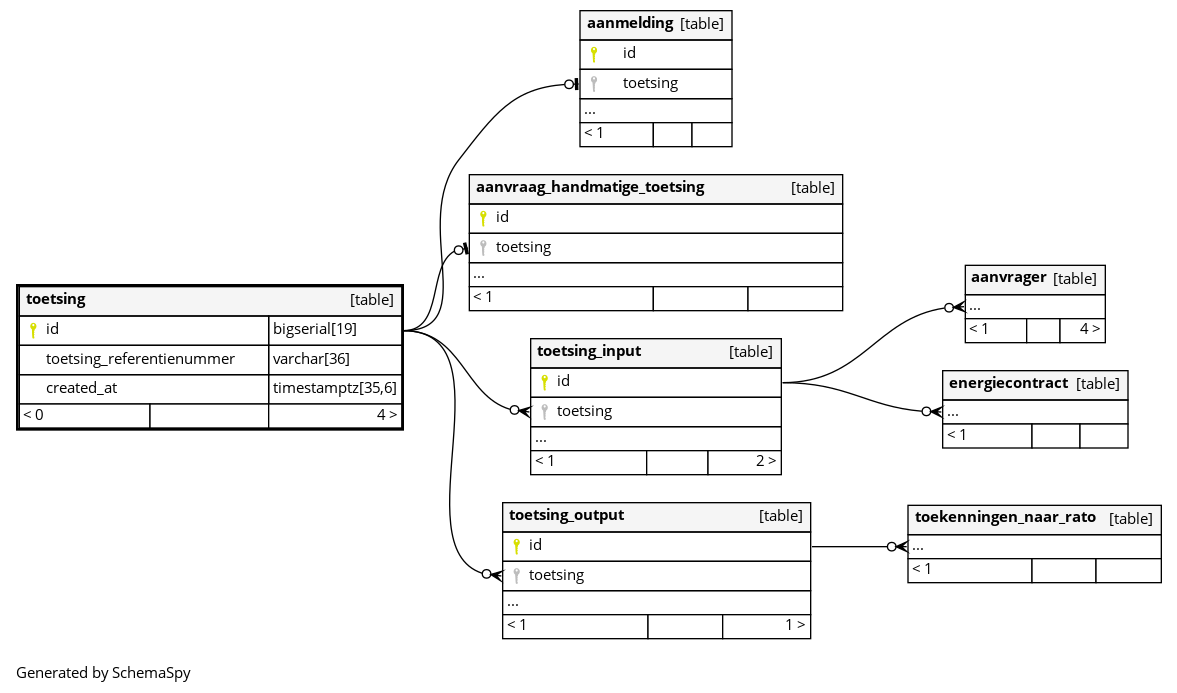 aanmelding [table]
id
toetsing
...
< 1
aanvraag_handmatige_toetsing [table]
id
toetsing
...
< 1
toetsing [table]
id bigserial[19]
toetsing_referentienummer varchar[36]
created_at timestamptz[35,6]
< 0 4 >
toetsing_input [table]
id
toetsing
...
< 1 2 >
toetsing_output [table]
id
toetsing
...
< 1 1 >
aanvrager [table]
...
< 1 4 >
energiecontract [table]
...
< 1
toekenningen_naar_rato [table]
...
< 1
Generated by SchemaSpy